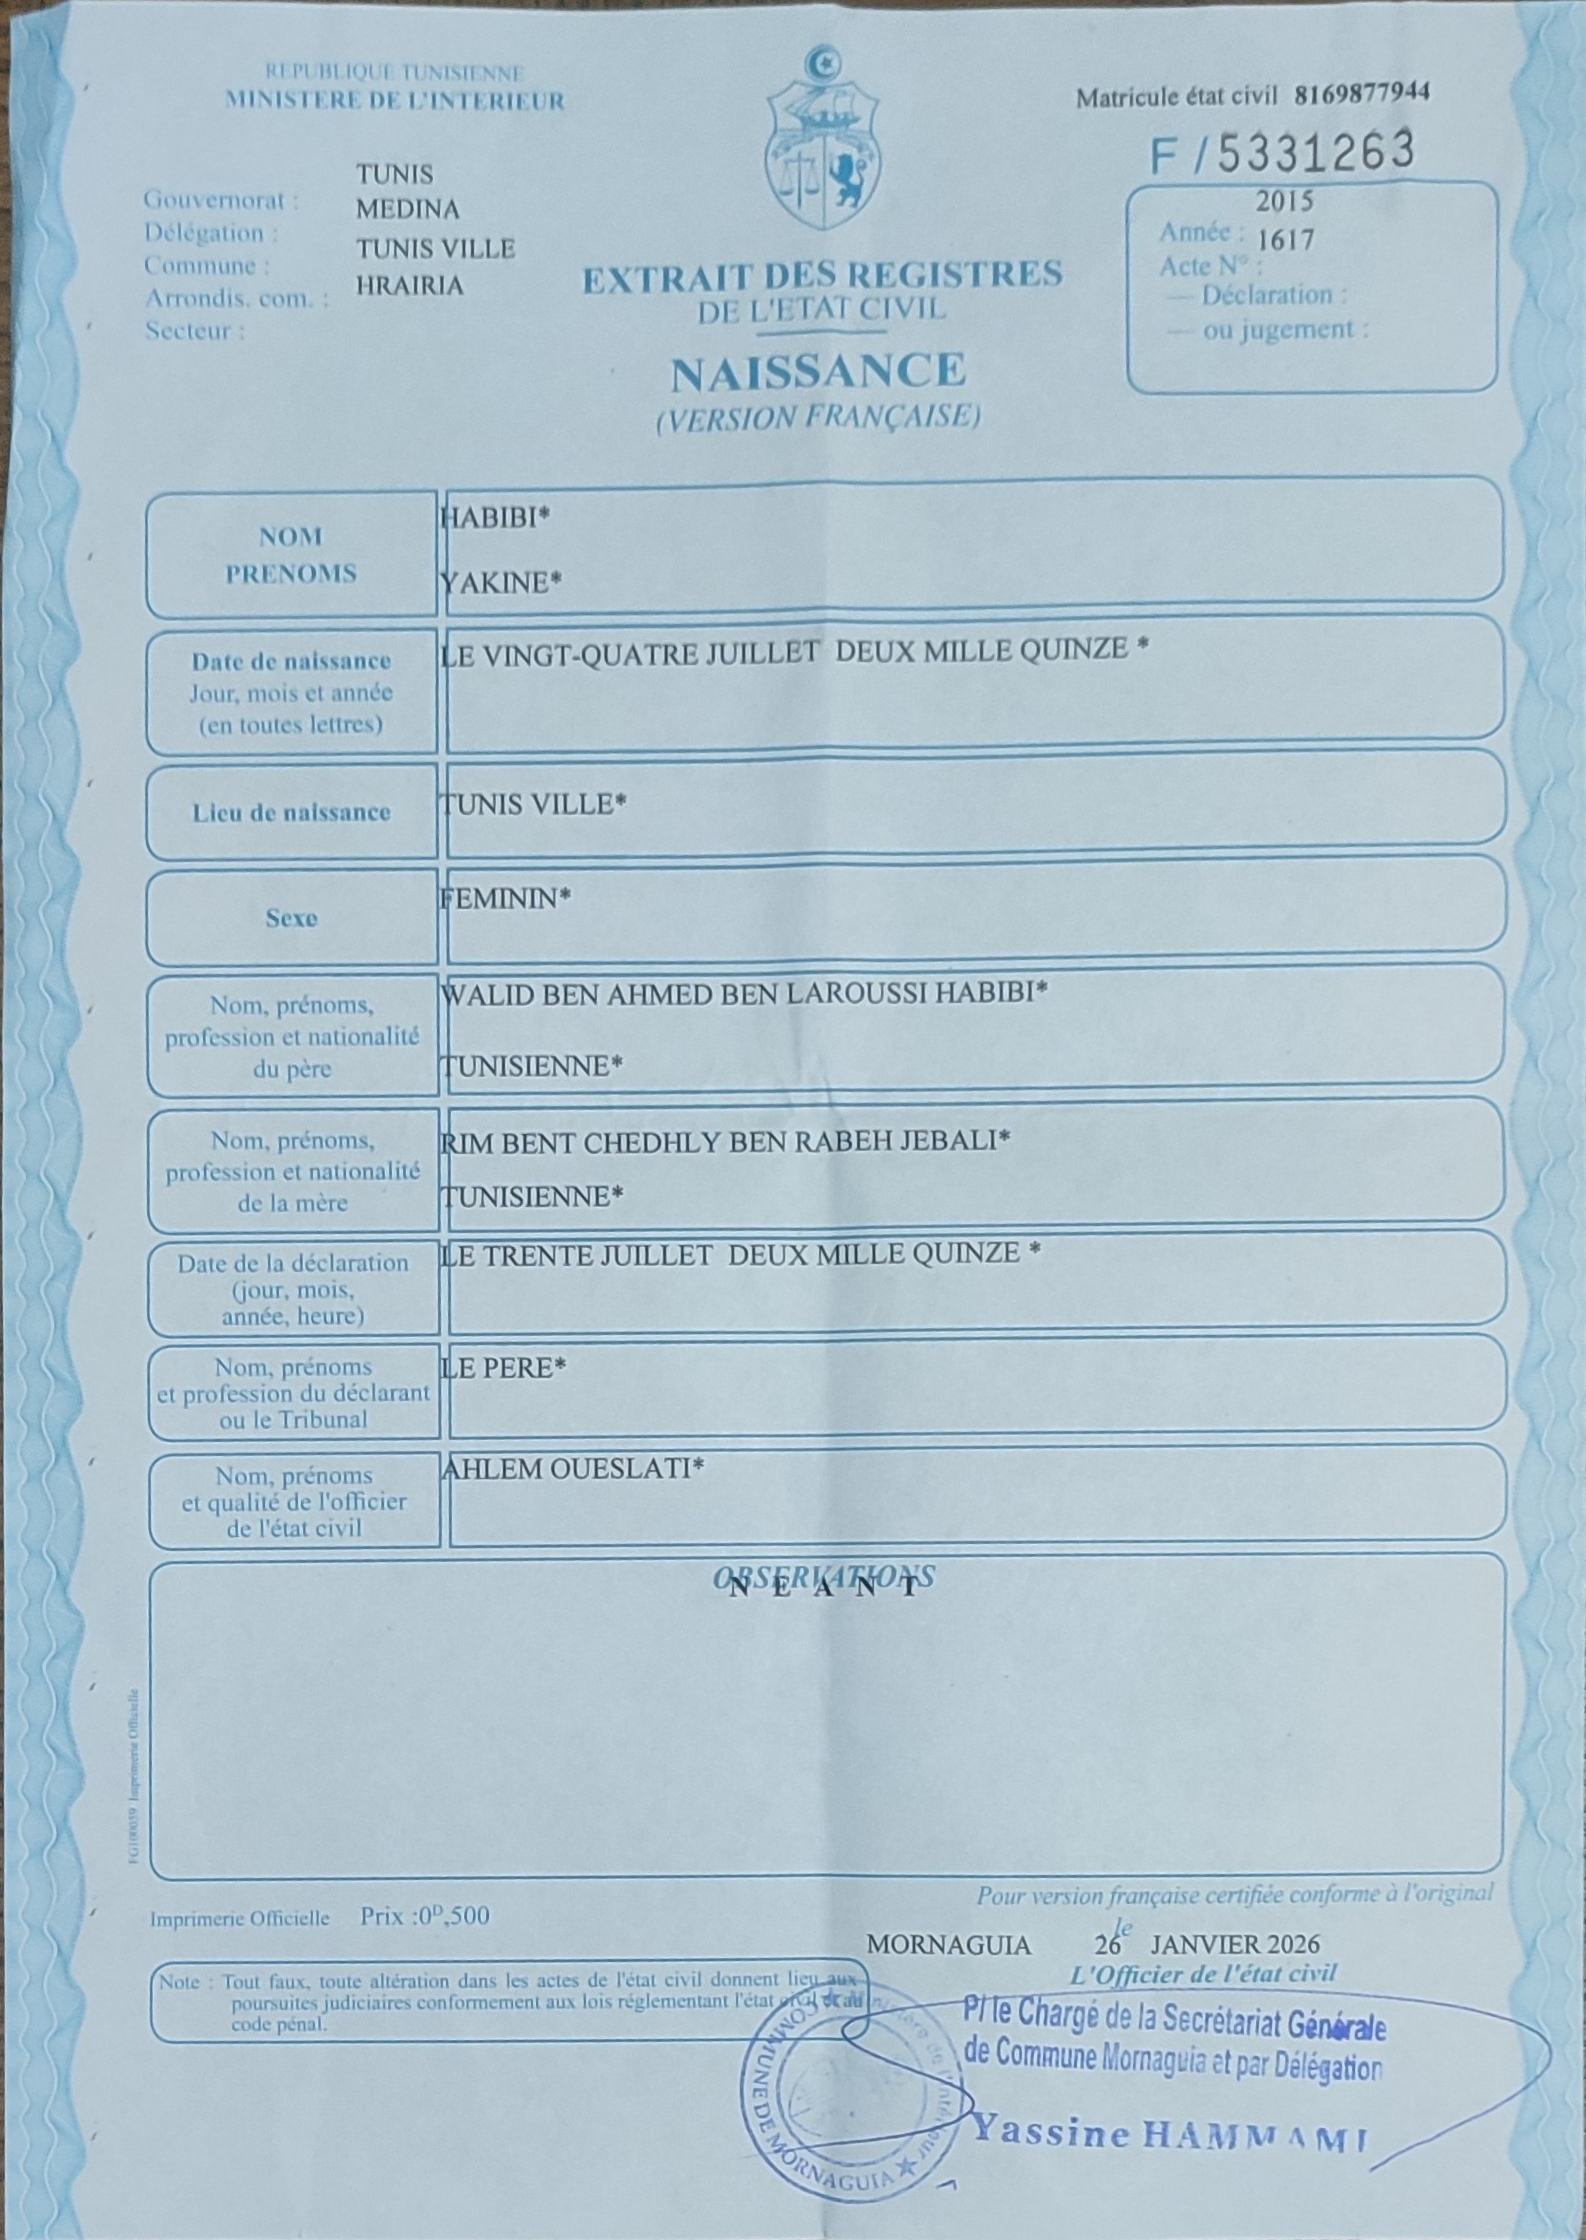 REPUBLIQUE TUNISIENNE
MINISTERE DE L'INTERIEUR
Matricule état civil 8169877944
F / 5331263
Gouvernorat : TUNIS
Délégation : MEDINA
Commune : TUNIS VILLE
Arrondis. com. : HRAIRIA
Secteur :
2015
Année : 1617
Acte N° :
— Déclaration :
— ou jugement :
EXTRAIT DES REGISTRES
DE L'ETAT CIVIL
NAISSANCE
(VERSION FRANÇAISE)
NOM HABIBI*
PRENOMS YAKINE*
Date de naissance LE VINGT-QUATRE JUILLET DEUX MILLE QUINZE *
Jour, mois et année
(en toutes lettres)
Lieu de naissance TUNIS VILLE*
Sexe FEMININ*
Nom, prénoms, WALID BEN AHMED BEN LAROUSSI HABIBI*
profession et nationalité
du père TUNISIENNE*
Nom, prénoms, RIM BENT CHEDHLY BEN RABEH JEBALI*
profession et nationalité
de la mère TUNISIENNE*
Date de la déclaration LE TRENTE JUILLET DEUX MILLE QUINZE *
(jour, mois,
année, heure)
Nom, prénoms LE PERE*
et profession du déclarant
ou le Tribunal
Nom, prénoms AHLEM OUESLATI*
et qualité de l'officier
de l'état civil
OBSERVATIONS
N E A N T
FG100059 Imprimerie Officielle
Pour version française certifiée conforme à l'original
Imprimerie Officielle Prix :0ᴰ,500
le
MORNAGUIA 26 JANVIER 2026
L'Officier de l'état civil
Note : Tout faux, toute altération dans les actes de l'état civil donnent lieu aux
poursuites judiciaires conformement aux lois réglementant l'état civil et au
code pénal.
P/ le Chargé de la Secrétariat Générale
de Commune Mornaguia et par Délégation
Yassine HAMMAMI
COMMUNE DE MORNAGUIA ★ Ministère de l'Intérieur